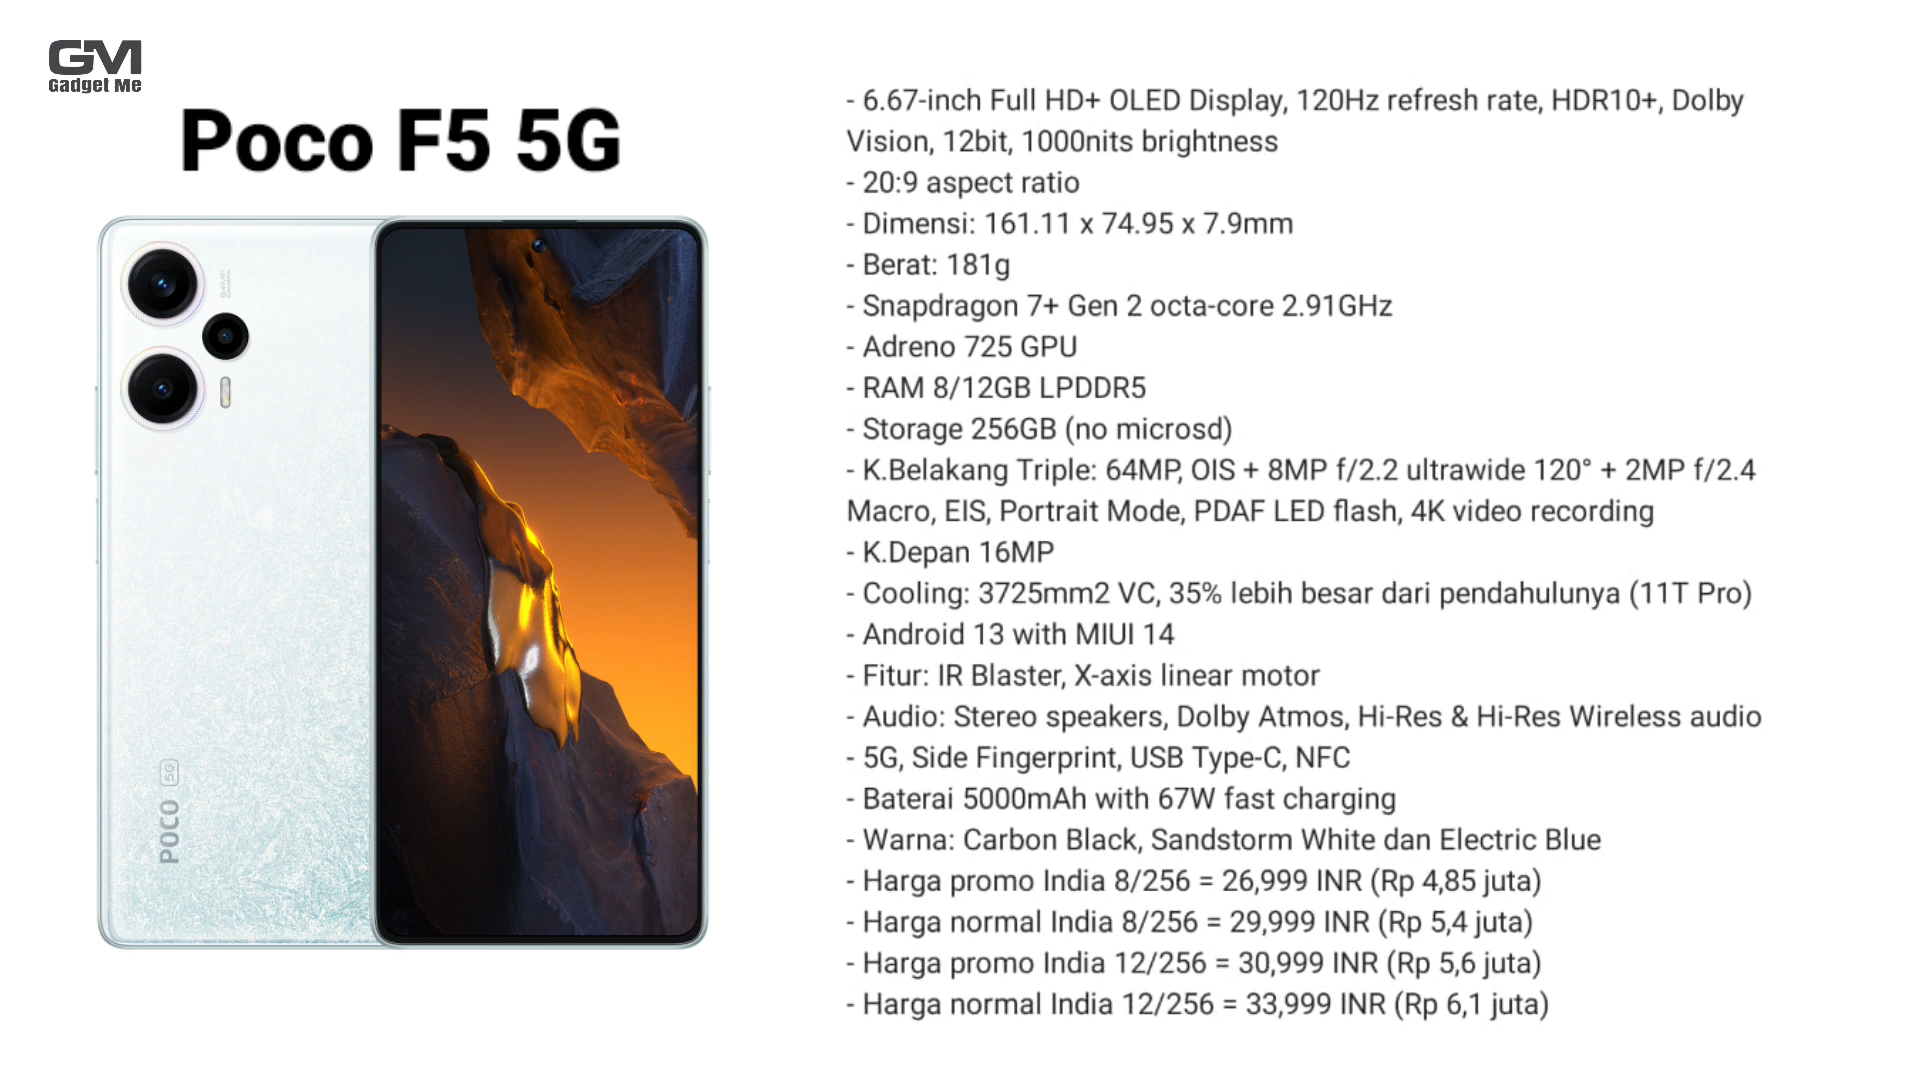 GM
Gadget Me
Poco F5 5G
64MP
POCO 5G
- 6.67-inch Full HD+ OLED Display, 120Hz refresh rate, HDR10+, Dolby
Vision, 12bit, 1000nits brightness
- 20:9 aspect ratio
- Dimensi: 161.11 x 74.95 x 7.9mm
- Berat: 181g
- Snapdragon 7+ Gen 2 octa-core 2.91GHz
- Adreno 725 GPU
- RAM 8/12GB LPDDR5
- Storage 256GB (no microsd)
- K.Belakang Triple: 64MP, OIS + 8MP f/2.2 ultrawide 120° + 2MP f/2.4
Macro, EIS, Portrait Mode, PDAF LED flash, 4K video recording
- K.Depan 16MP
- Cooling: 3725mm2 VC, 35% lebih besar dari pendahulunya (11T Pro)
- Android 13 with MIUI 14
- Fitur: IR Blaster, X-axis linear motor
- Audio: Stereo speakers, Dolby Atmos, Hi-Res & Hi-Res Wireless audio
- 5G, Side Fingerprint, USB Type-C, NFC
- Baterai 5000mAh with 67W fast charging
- Warna: Carbon Black, Sandstorm White dan Electric Blue
- Harga promo India 8/256 = 26,999 INR (Rp 4,85 juta)
- Harga normal India 8/256 = 29,999 INR (Rp 5,4 juta)
- Harga promo India 12/256 = 30,999 INR (Rp 5,6 juta)
- Harga normal India 12/256 = 33,999 INR (Rp 6,1 juta)